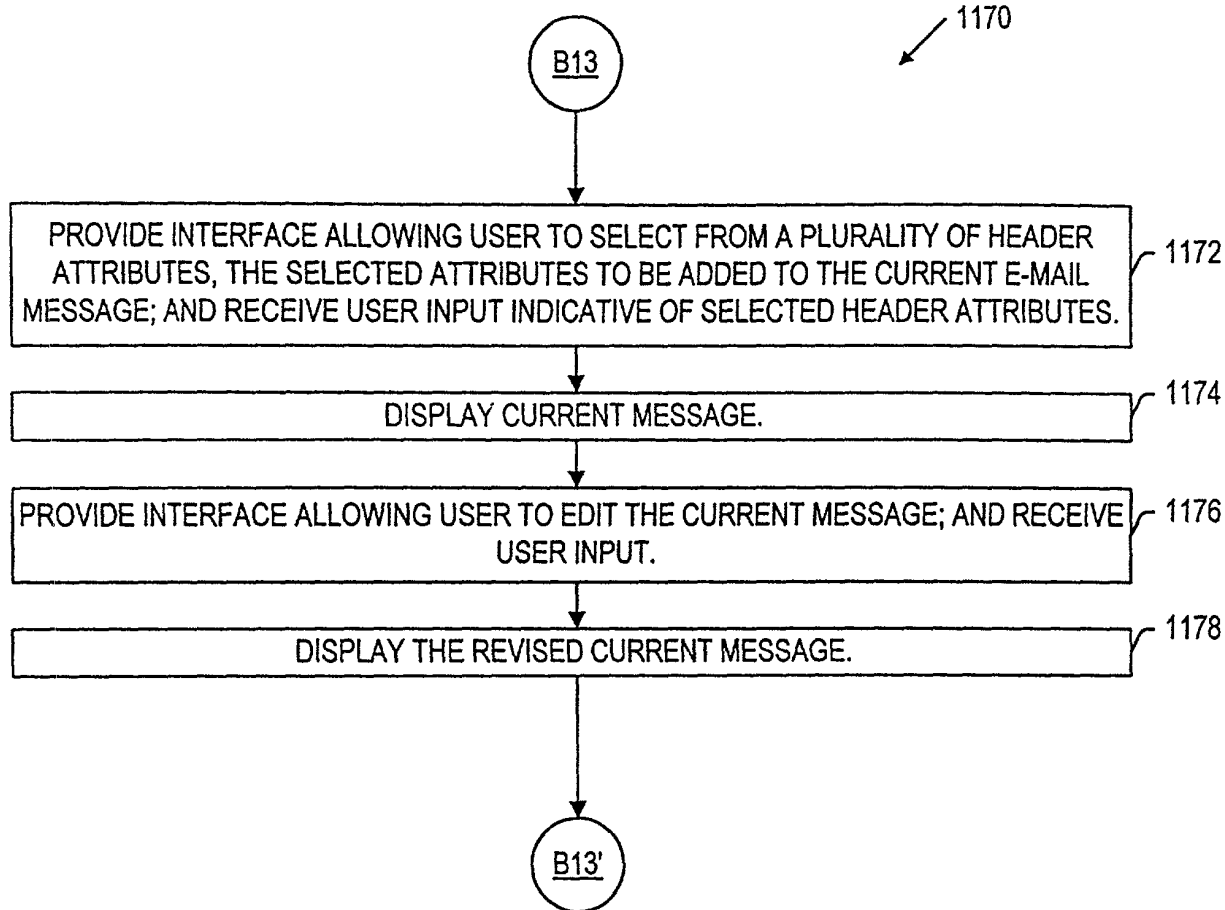 1170
B13
PROVIDE INTERFACE ALLOWING USER TO SELECT FROM A PLURALITY OF HEADER
ATTRIBUTES, THE SELECTED ATTRIBUTES TO BE ADDED TO THE CURRENT E-MAIL
MESSAGE; AND RECEIVE USER INPUT INDICATIVE OF SELECTED HEADER ATTRIBUTES.
1172
DISPLAY CURRENT MESSAGE.
1174
PROVIDE INTERFACE ALLOWING USER TO EDIT THE CURRENT MESSAGE; AND RECEIVE
USER INPUT.
1176
DISPLAY THE REVISED CURRENT MESSAGE.
1178
B13'